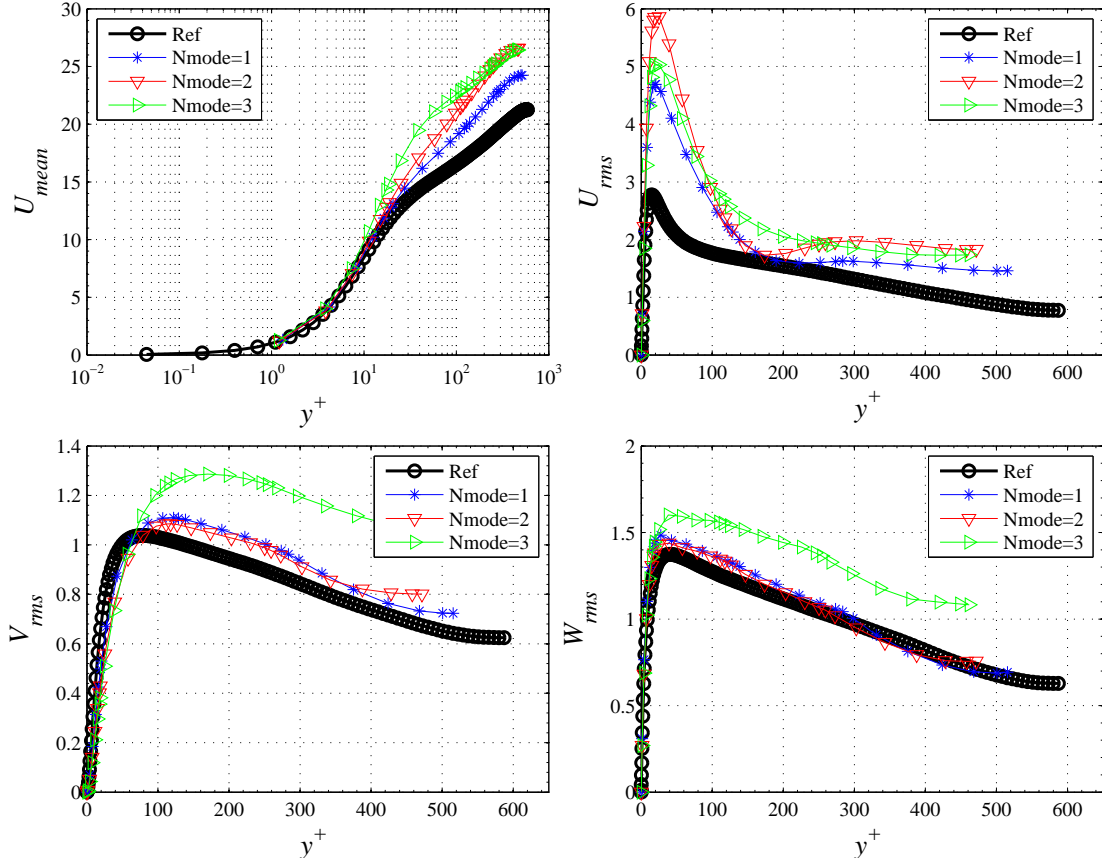 30
25
20
15
10
5
0
U_mean
Ref
Nmode=1
Nmode=2
Nmode=3
10^−2 10^−1 10^0 10^1 10^2 10^3
y^+
6
5
4
3
2
1
0
U_rms
Ref
Nmode=1
Nmode=2
Nmode=3
0 100 200 300 400 500 600
y^+
1.4
1.2
1
0.8
0.6
0.4
0.2
0
V_rms
Ref
Nmode=1
Nmode=2
Nmode=3
0 100 200 300 400 500 600
y^+
2
1.5
1
0.5
0
W_rms
Ref
Nmode=1
Nmode=2
Nmode=3
0 100 200 300 400 500 600
y^+